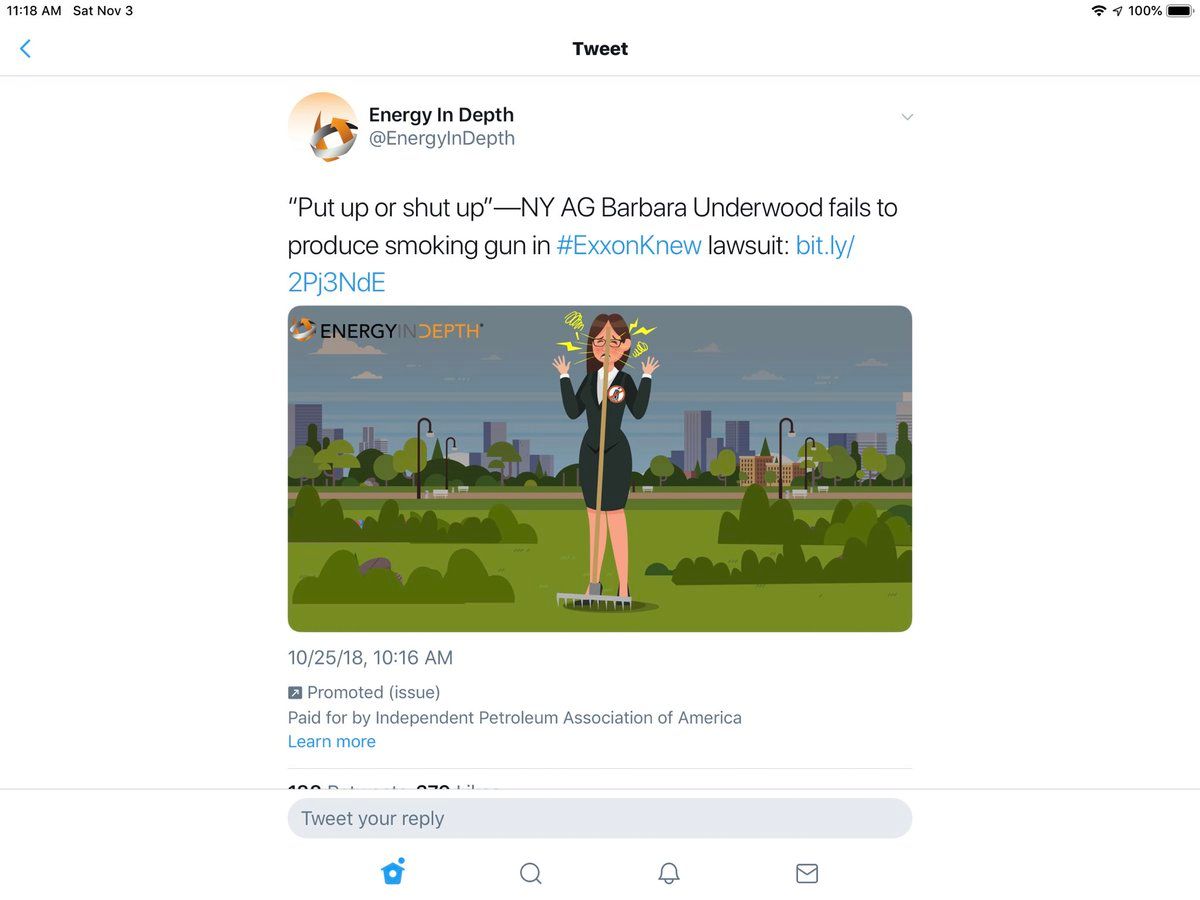 11:18 AM Sat Nov 3
100%
Tweet
Energy In Depth
@EnergyInDepth
“Put up or shut up”—NY AG Barbara Underwood fails to
produce smoking gun in #ExxonKnew lawsuit: bit.ly/
2Pj3NdE
ENERGYINDEPTH
10/25/18, 10:16 AM
Promoted (issue)
Paid for by Independent Petroleum Association of America
Learn more
Tweet your reply